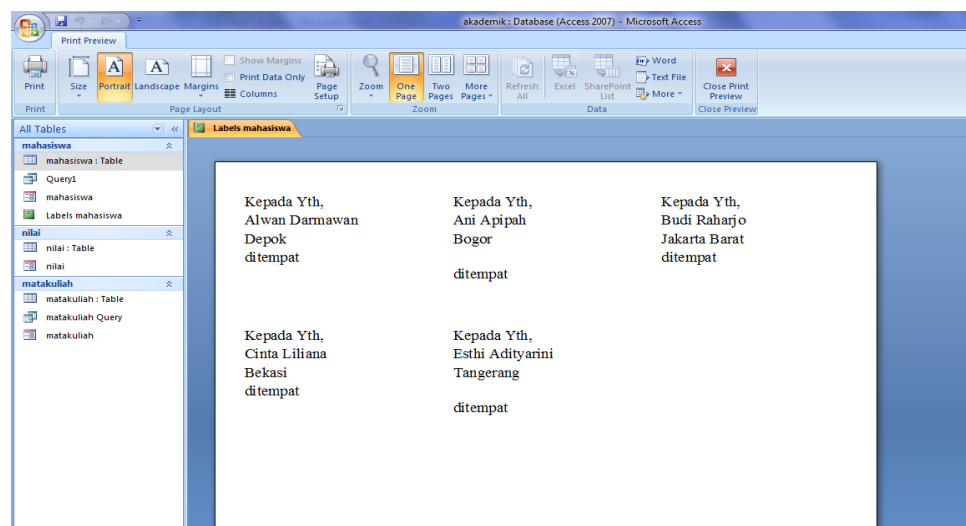 akademik : Database (Access 2007) - Microsoft Access
Print Preview
Print
Size
Portrait
Landscape
Margins
Show Margins
Print Data Only
Columns
Page Setup
Zoom
One Page
Two Pages
More Pages
Refresh All
Excel
SharePoint List
Word
Text File
More
Close Print Preview
Print
Page Layout
Zoom
Data
Close Preview
All Tables
mahasiswa
mahasiswa : Table
Query1
mahasiswa
Labels mahasiswa
nilai
nilai : Table
nilai
matakuliah
matakuliah : Table
matakuliah Query
matakuliah
Labels mahasiswa
Kepada Yth,
Alwan Darmawan
Depok
ditempat
Kepada Yth,
Ani Apipah
Bogor
ditempat
Kepada Yth,
Budi Raharjo
Jakarta Barat
ditempat
Kepada Yth,
Cinta Liliana
Bekasi
ditempat
Kepada Yth,
Esthi Adityarini
Tangerang
ditempat